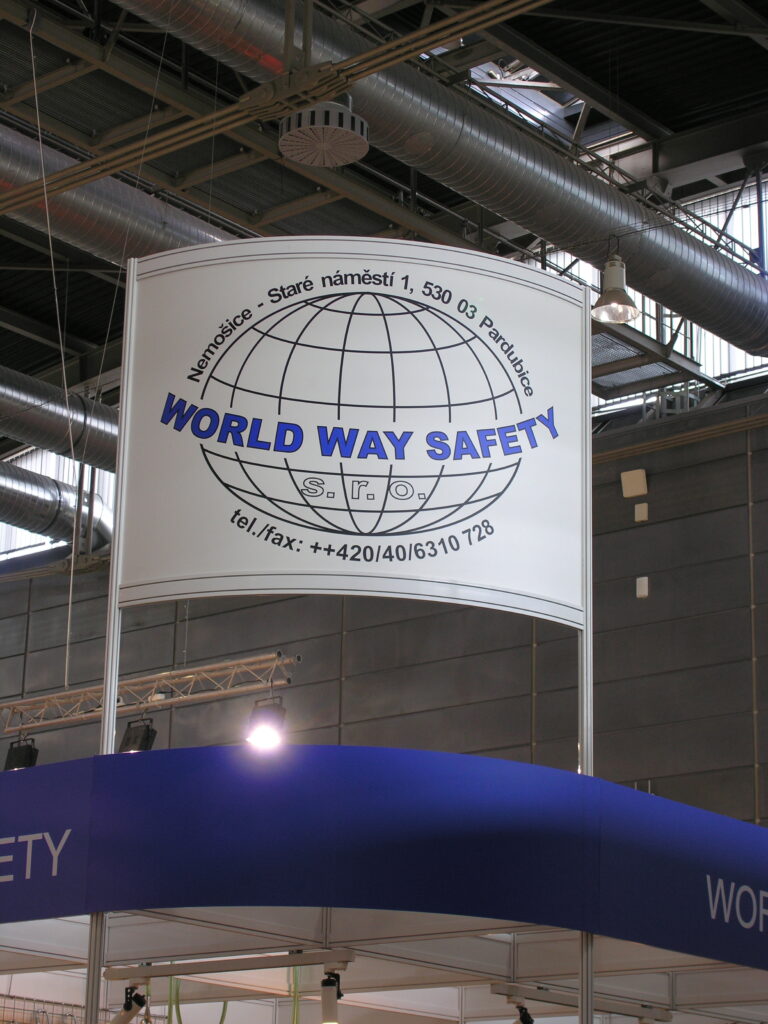 Nemošice - Staré náměstí 1, 530 03 Pardubice
WORLD WAY SAFETY
s. r. o.
tel./fax: ++420/40/6310 728
ETY
WOR